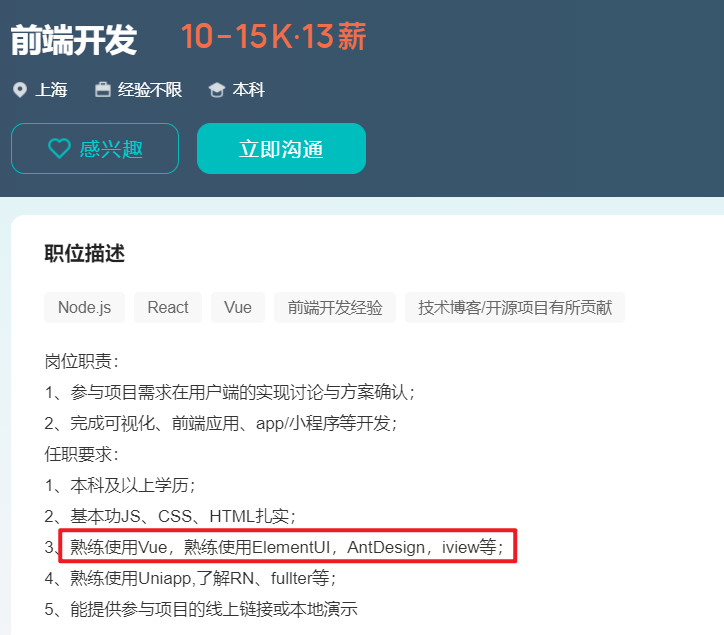 前端开发 10-15K·13薪
上海 经验不限 本科
感兴趣 立即沟通
职位描述
Node.js React Vue 前端开发经验 技术博客/开源项目有所贡献
岗位职责：
1、参与项目需求在用户端的实现讨论与方案确认；
2、完成可视化、前端应用、app/小程序等开发；
任职要求：
1、本科及以上学历；
2、基本功JS、CSS、HTML扎实；
3、熟练使用Vue，熟练使用ElementUI，AntDesign，iview等；
4、熟练使用Uniapp,了解RN、fullter等；
5、能提供参与项目的线上链接或本地演示